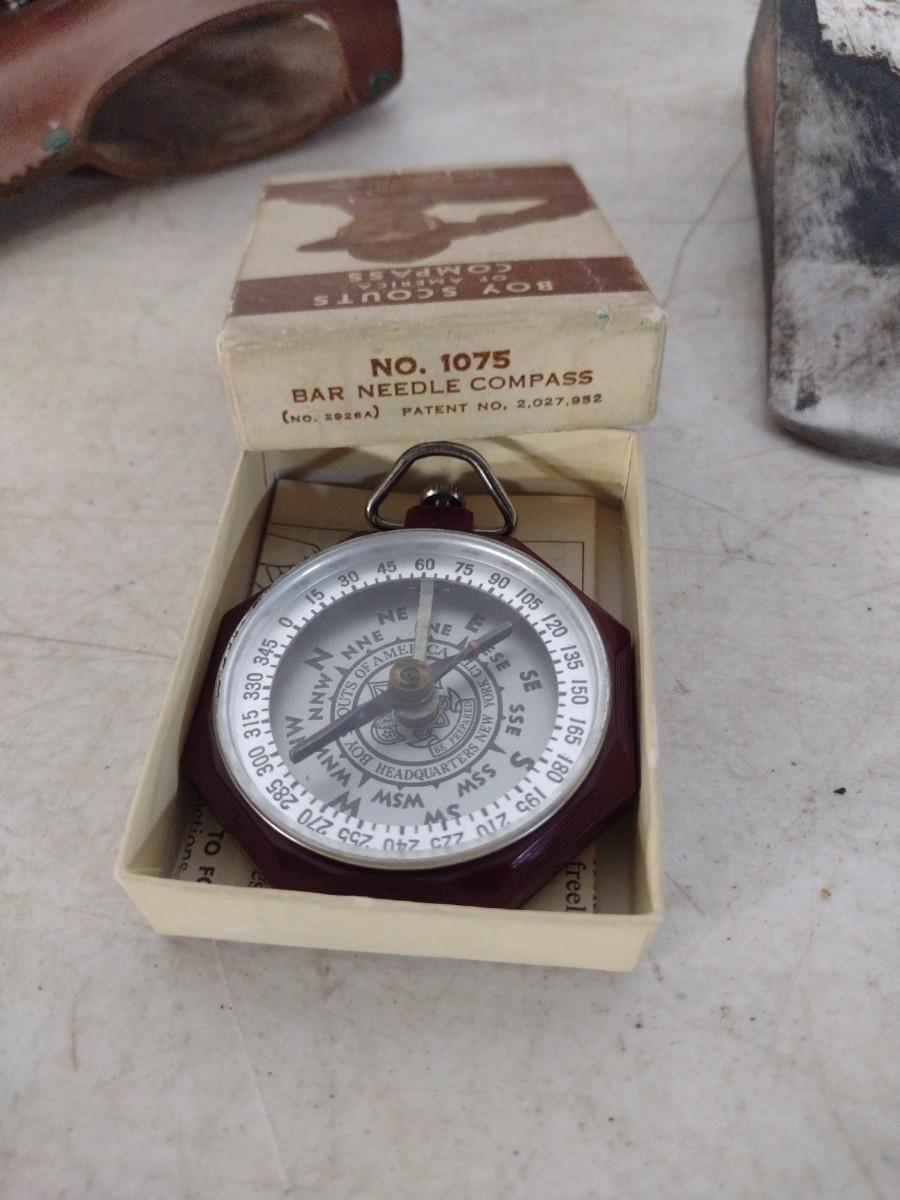 BOY SCOUTS
OF AMERICA
COMPASS
NO. 1075
BAR NEEDLE COMPASS
(NO. 2926A) PATENT NO. 2,027,952
0 15 30 45 60 75 90 105 120 135 150 165 180 195 210 225 240 255 270 285 300 315 330 345
N NNE NE ENE E ESE SE SSE S SSW SW WSW W WNW NW NNW
BOY SCOUTS OF AMERICA
HEADQUARTERS NEW YORK CITY
BE PREPARED
TO